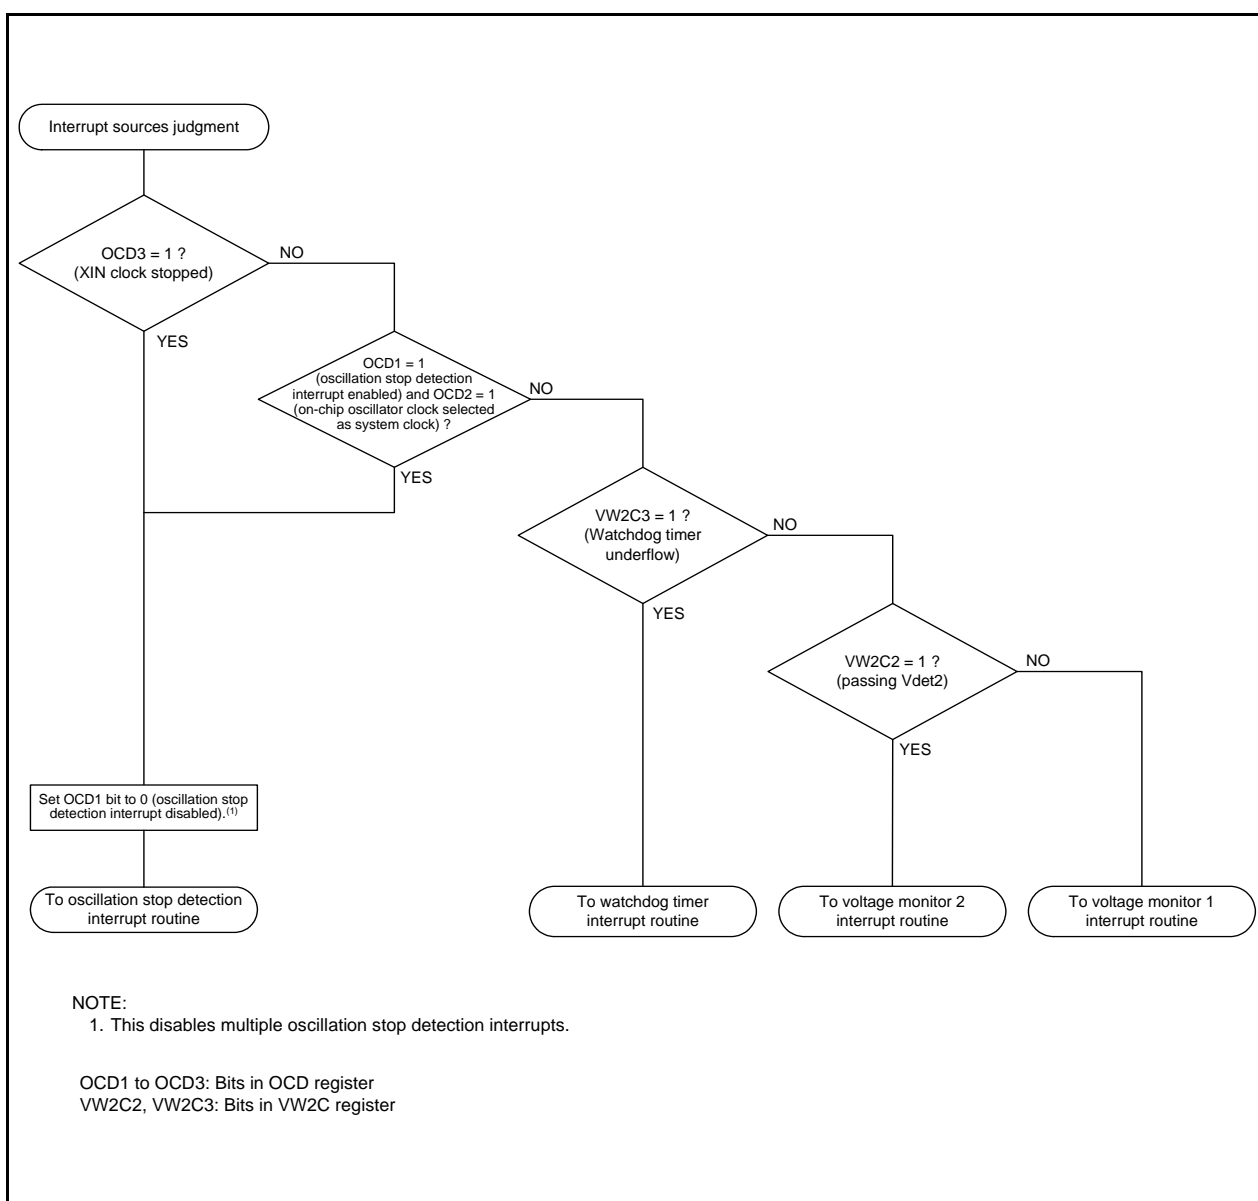 Interrupt sources judgment
OCD3 = 1 ?
(XIN clock stopped)
NO
YES
OCD1 = 1
(oscillation stop detection
interrupt enabled) and OCD2 = 1
(on-chip oscillator clock selected
as system clock) ?
NO
YES
VW2C3 = 1 ?
(Watchdog timer
underflow)
NO
YES
VW2C2 = 1 ?
(passing Vdet2)
NO
YES
Set OCD1 bit to 0 (oscillation stop
detection interrupt disabled).(1)
To oscillation stop detection
interrupt routine
To watchdog timer
interrupt routine
To voltage monitor 2
interrupt routine
To voltage monitor 1
interrupt routine
NOTE:
1. This disables multiple oscillation stop detection interrupts.
OCD1 to OCD3: Bits in OCD register
VW2C2, VW2C3: Bits in VW2C register